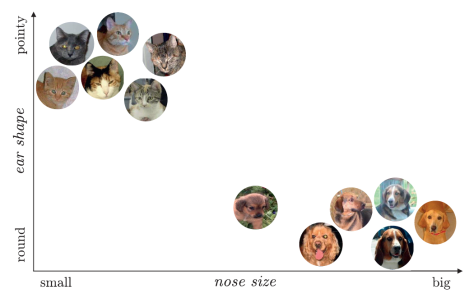 pointy
ear shape
round
small
nose size
big